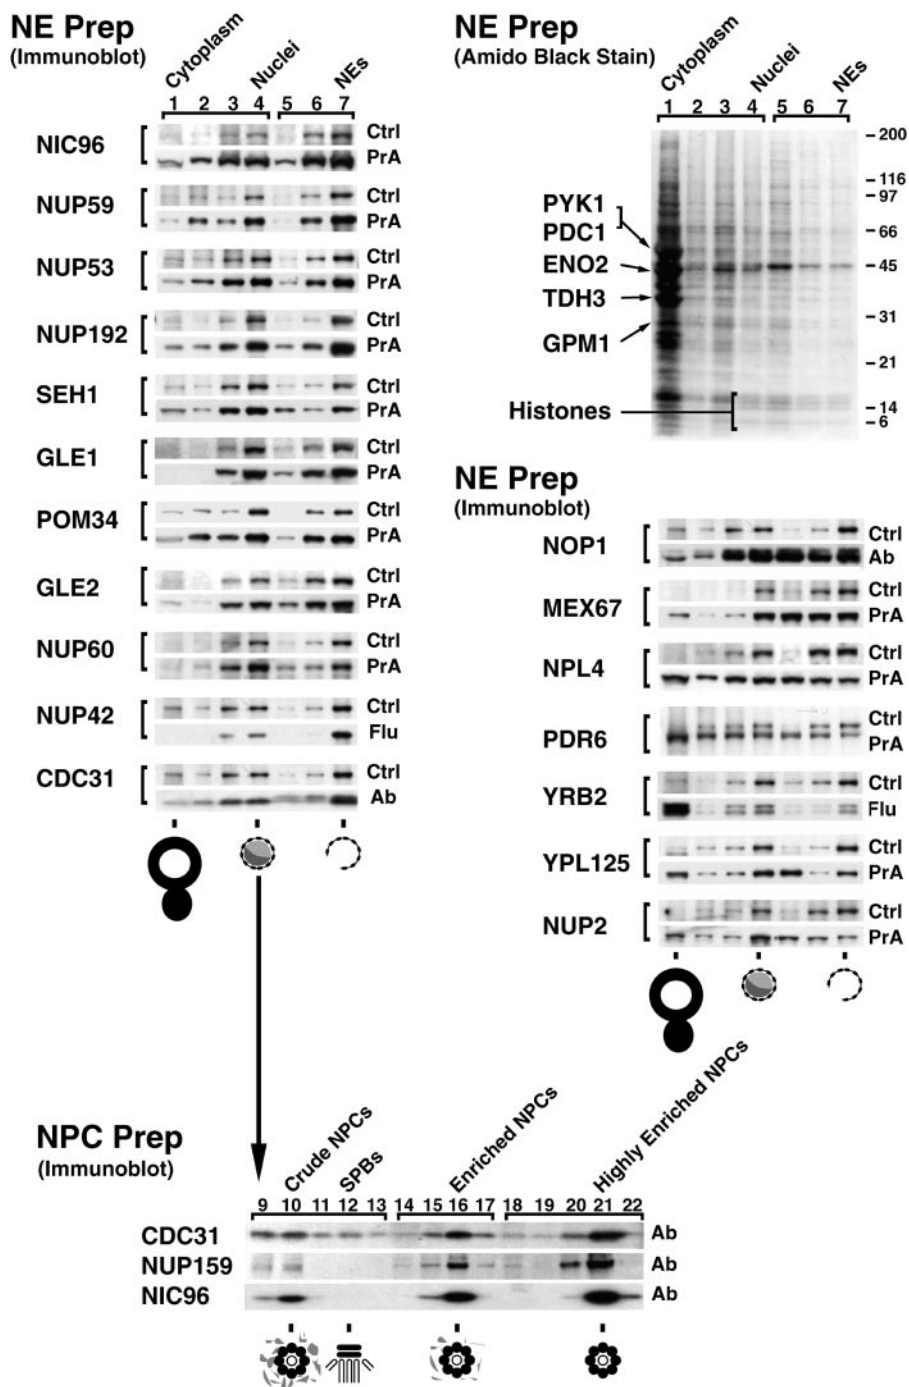 NE Prep
(Immunoblot)
Cytoplasm
Nuclei
NEs
1 2 3 4 5 6 7
NIC96
Ctrl
PrA
NUP59
Ctrl
PrA
NUP53
Ctrl
PrA
NUP192
Ctrl
PrA
SEH1
Ctrl
PrA
GLE1
Ctrl
PrA
POM34
Ctrl
PrA
GLE2
Ctrl
PrA
NUP60
Ctrl
PrA
NUP42
Ctrl
Flu
CDC31
Ctrl
Ab
NE Prep
(Amido Black Stain)
Cytoplasm
Nuclei
NEs
1 2 3 4 5 6 7
200
116
97
66
45
31
21
14
6
PYK1
PDC1
ENO2
TDH3
GPM1
Histones
NE Prep
(Immunoblot)
NOP1
Ctrl
Ab
MEX67
Ctrl
PrA
NPL4
Ctrl
PrA
PDR6
Ctrl
PrA
YRB2
Ctrl
Flu
YPL125
Ctrl
PrA
NUP2
Ctrl
PrA
NPC Prep
(Immunoblot)
Crude NPCs
SPBs
Enriched NPCs
Highly Enriched NPCs
9 10 11 12 13 14 15 16 17 18 19 20 21 22
CDC31 Ab
NUP159 Ab
NIC96 Ab